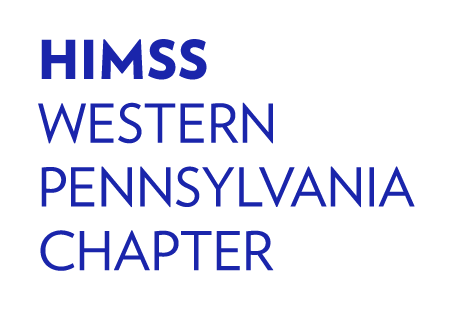 HIMSS
WESTERN
PENNSYLVANIA
CHAPTER